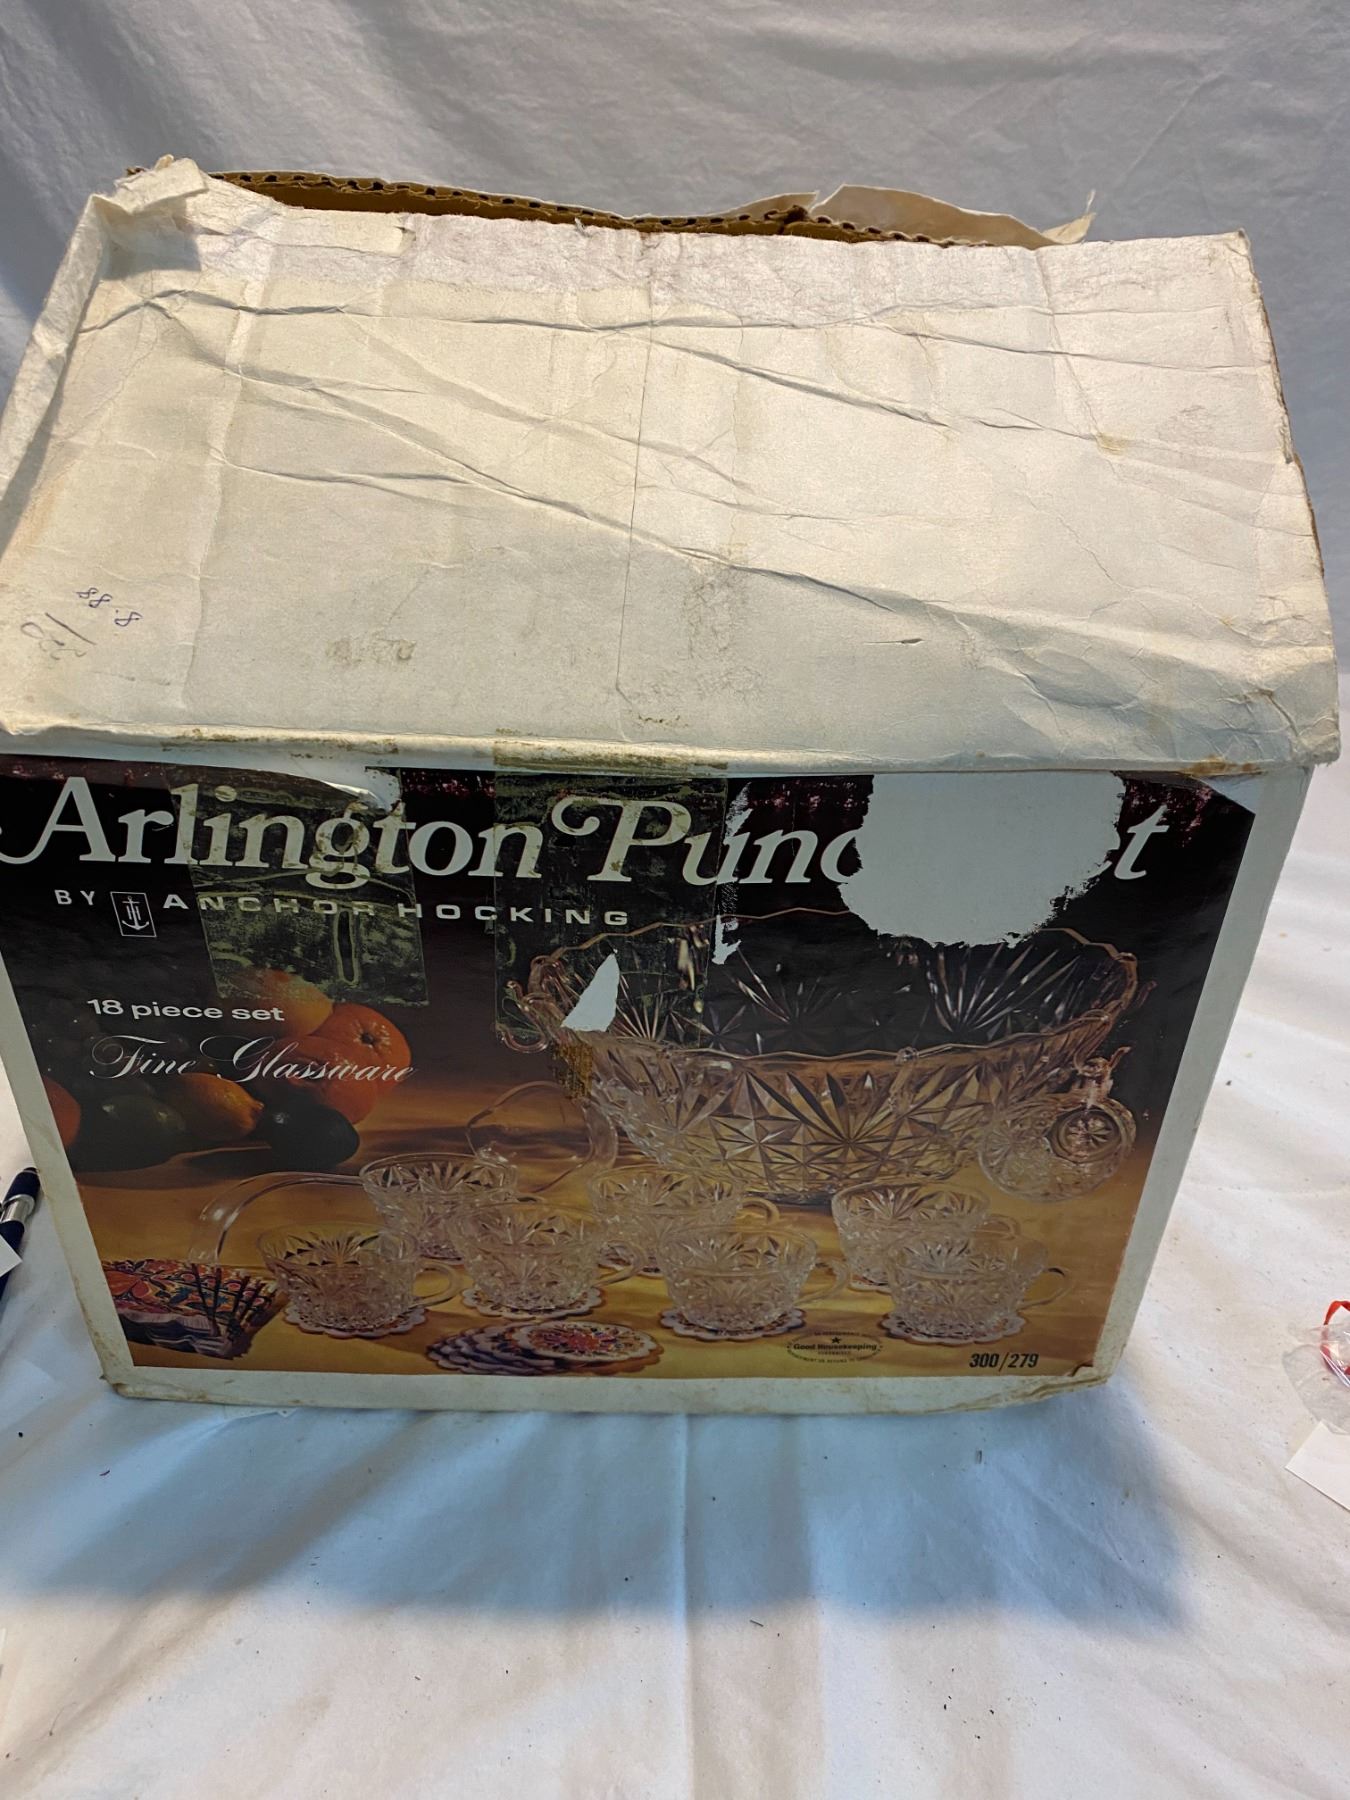 8.88
Arlington Punc t
BY ANCHOR HOCKING
18 piece set
Fine Glassware
Good Housekeeping
300/279